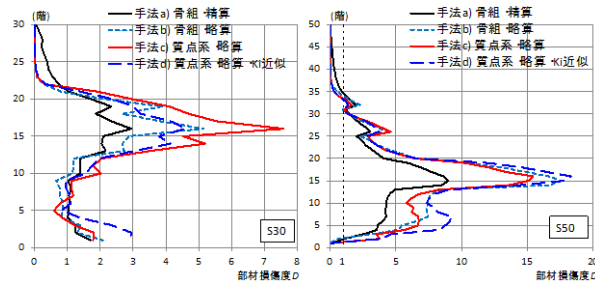 (階)
30
25
20
15
10
5
0
0 1 2 3 4 5 6 7 8
手法a) 骨組・精算
手法b) 骨組・略算
手法c) 質点系・略算
手法d) 質点系・略算・Ki近似
S30
部材損傷度D
(階)
50
45
40
35
30
25
20
15
10
5
0
0 1 5 10 15 20
手法a) 骨組・精算
手法b) 骨組・略算
手法c) 質点系・略算
手法d) 質点系・略算・Ki近似
S50
部材損傷度D